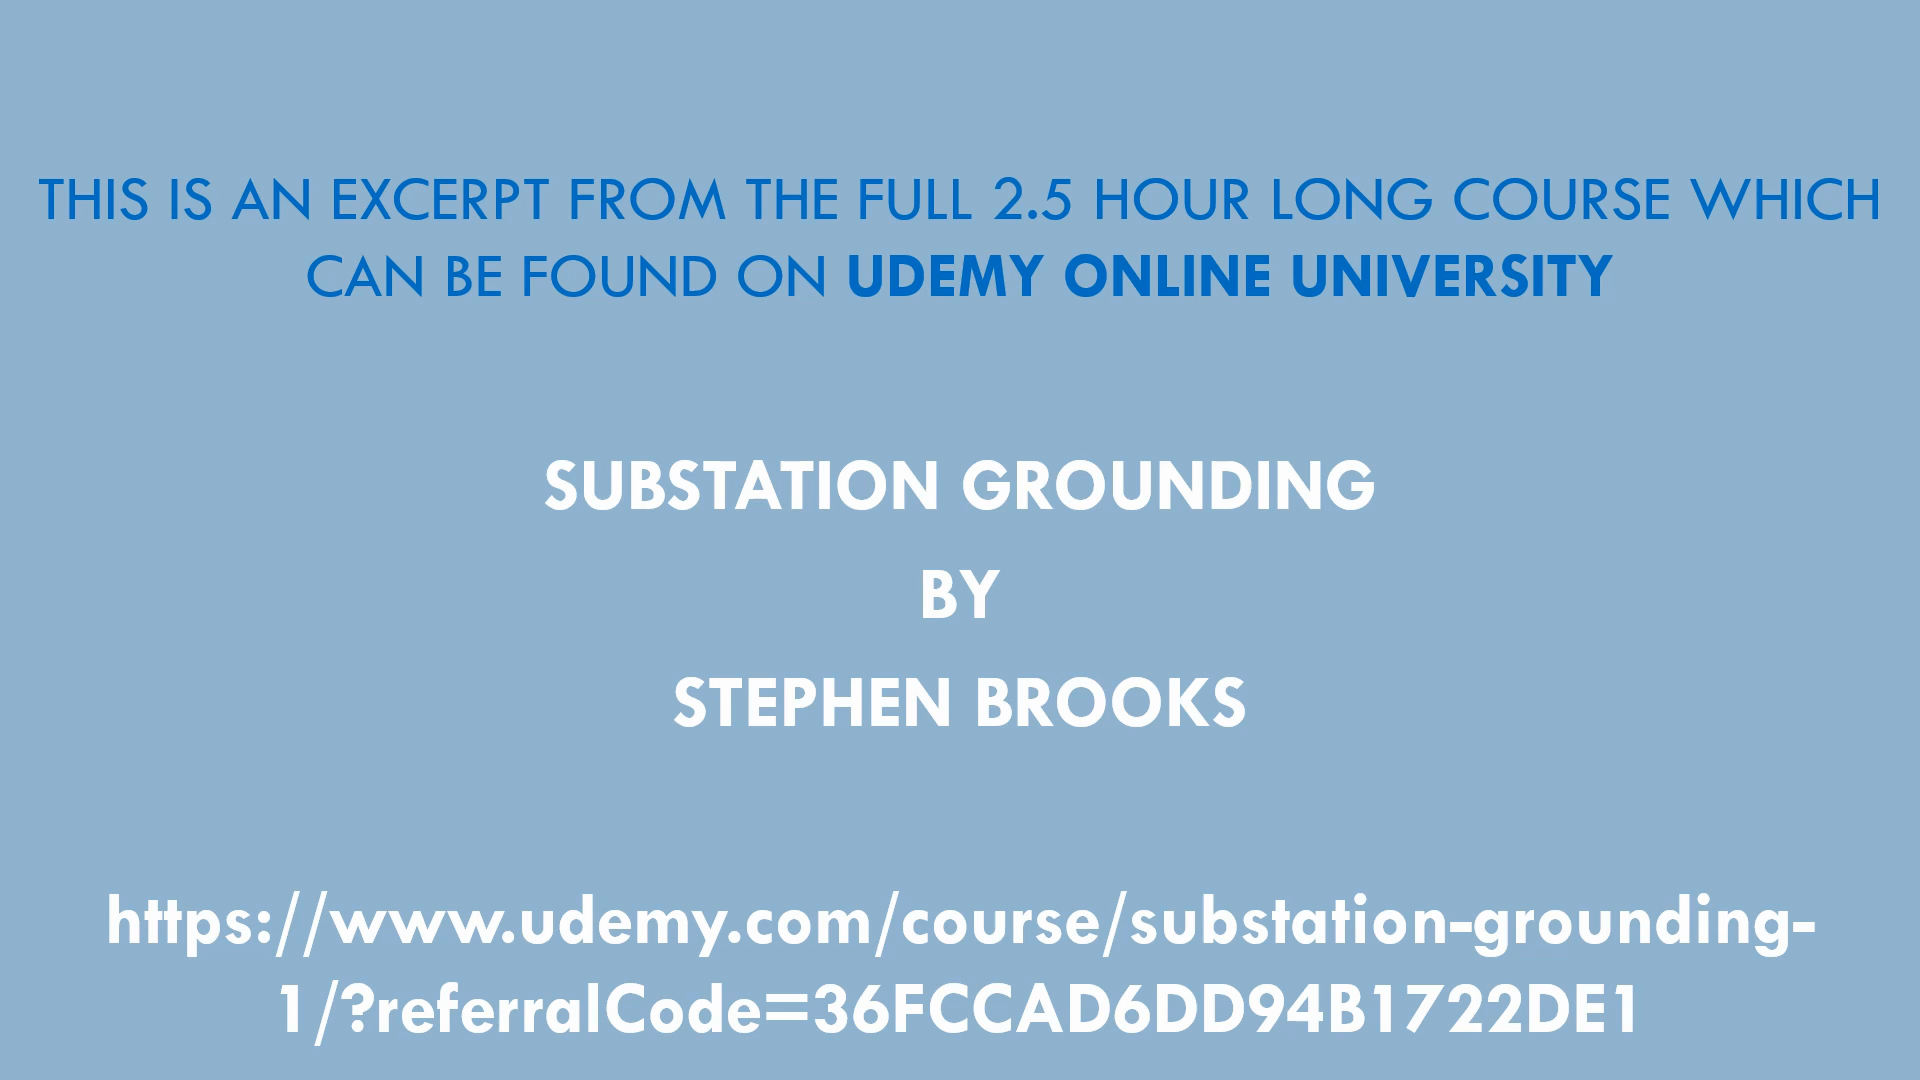 THIS IS AN EXCERPT FROM THE FULL 2.5 HOUR LONG COURSE WHICH
CAN BE FOUND ON UDEMY ONLINE UNIVERSITY
SUBSTATION GROUNDING
BY
STEPHEN BROOKS
https://www.udemy.com/course/substation-grounding-
1/?referralCode=36FCCAD6DD94B1722DE1